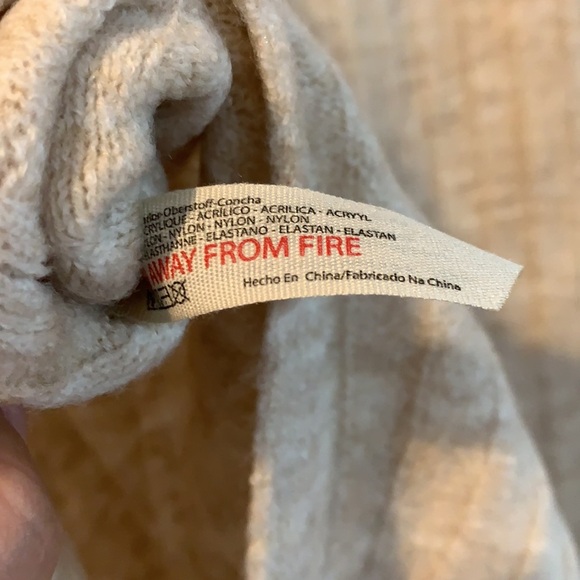 Oberstoff-Concha
ACRILICO - ACRILICA - ACRYYL
NYLON - NYLON - NYLON
ELASTANO - ELASTAN - ELASTAN
AWAY FROM FIRE
Hecho En China/Fabricado Na China